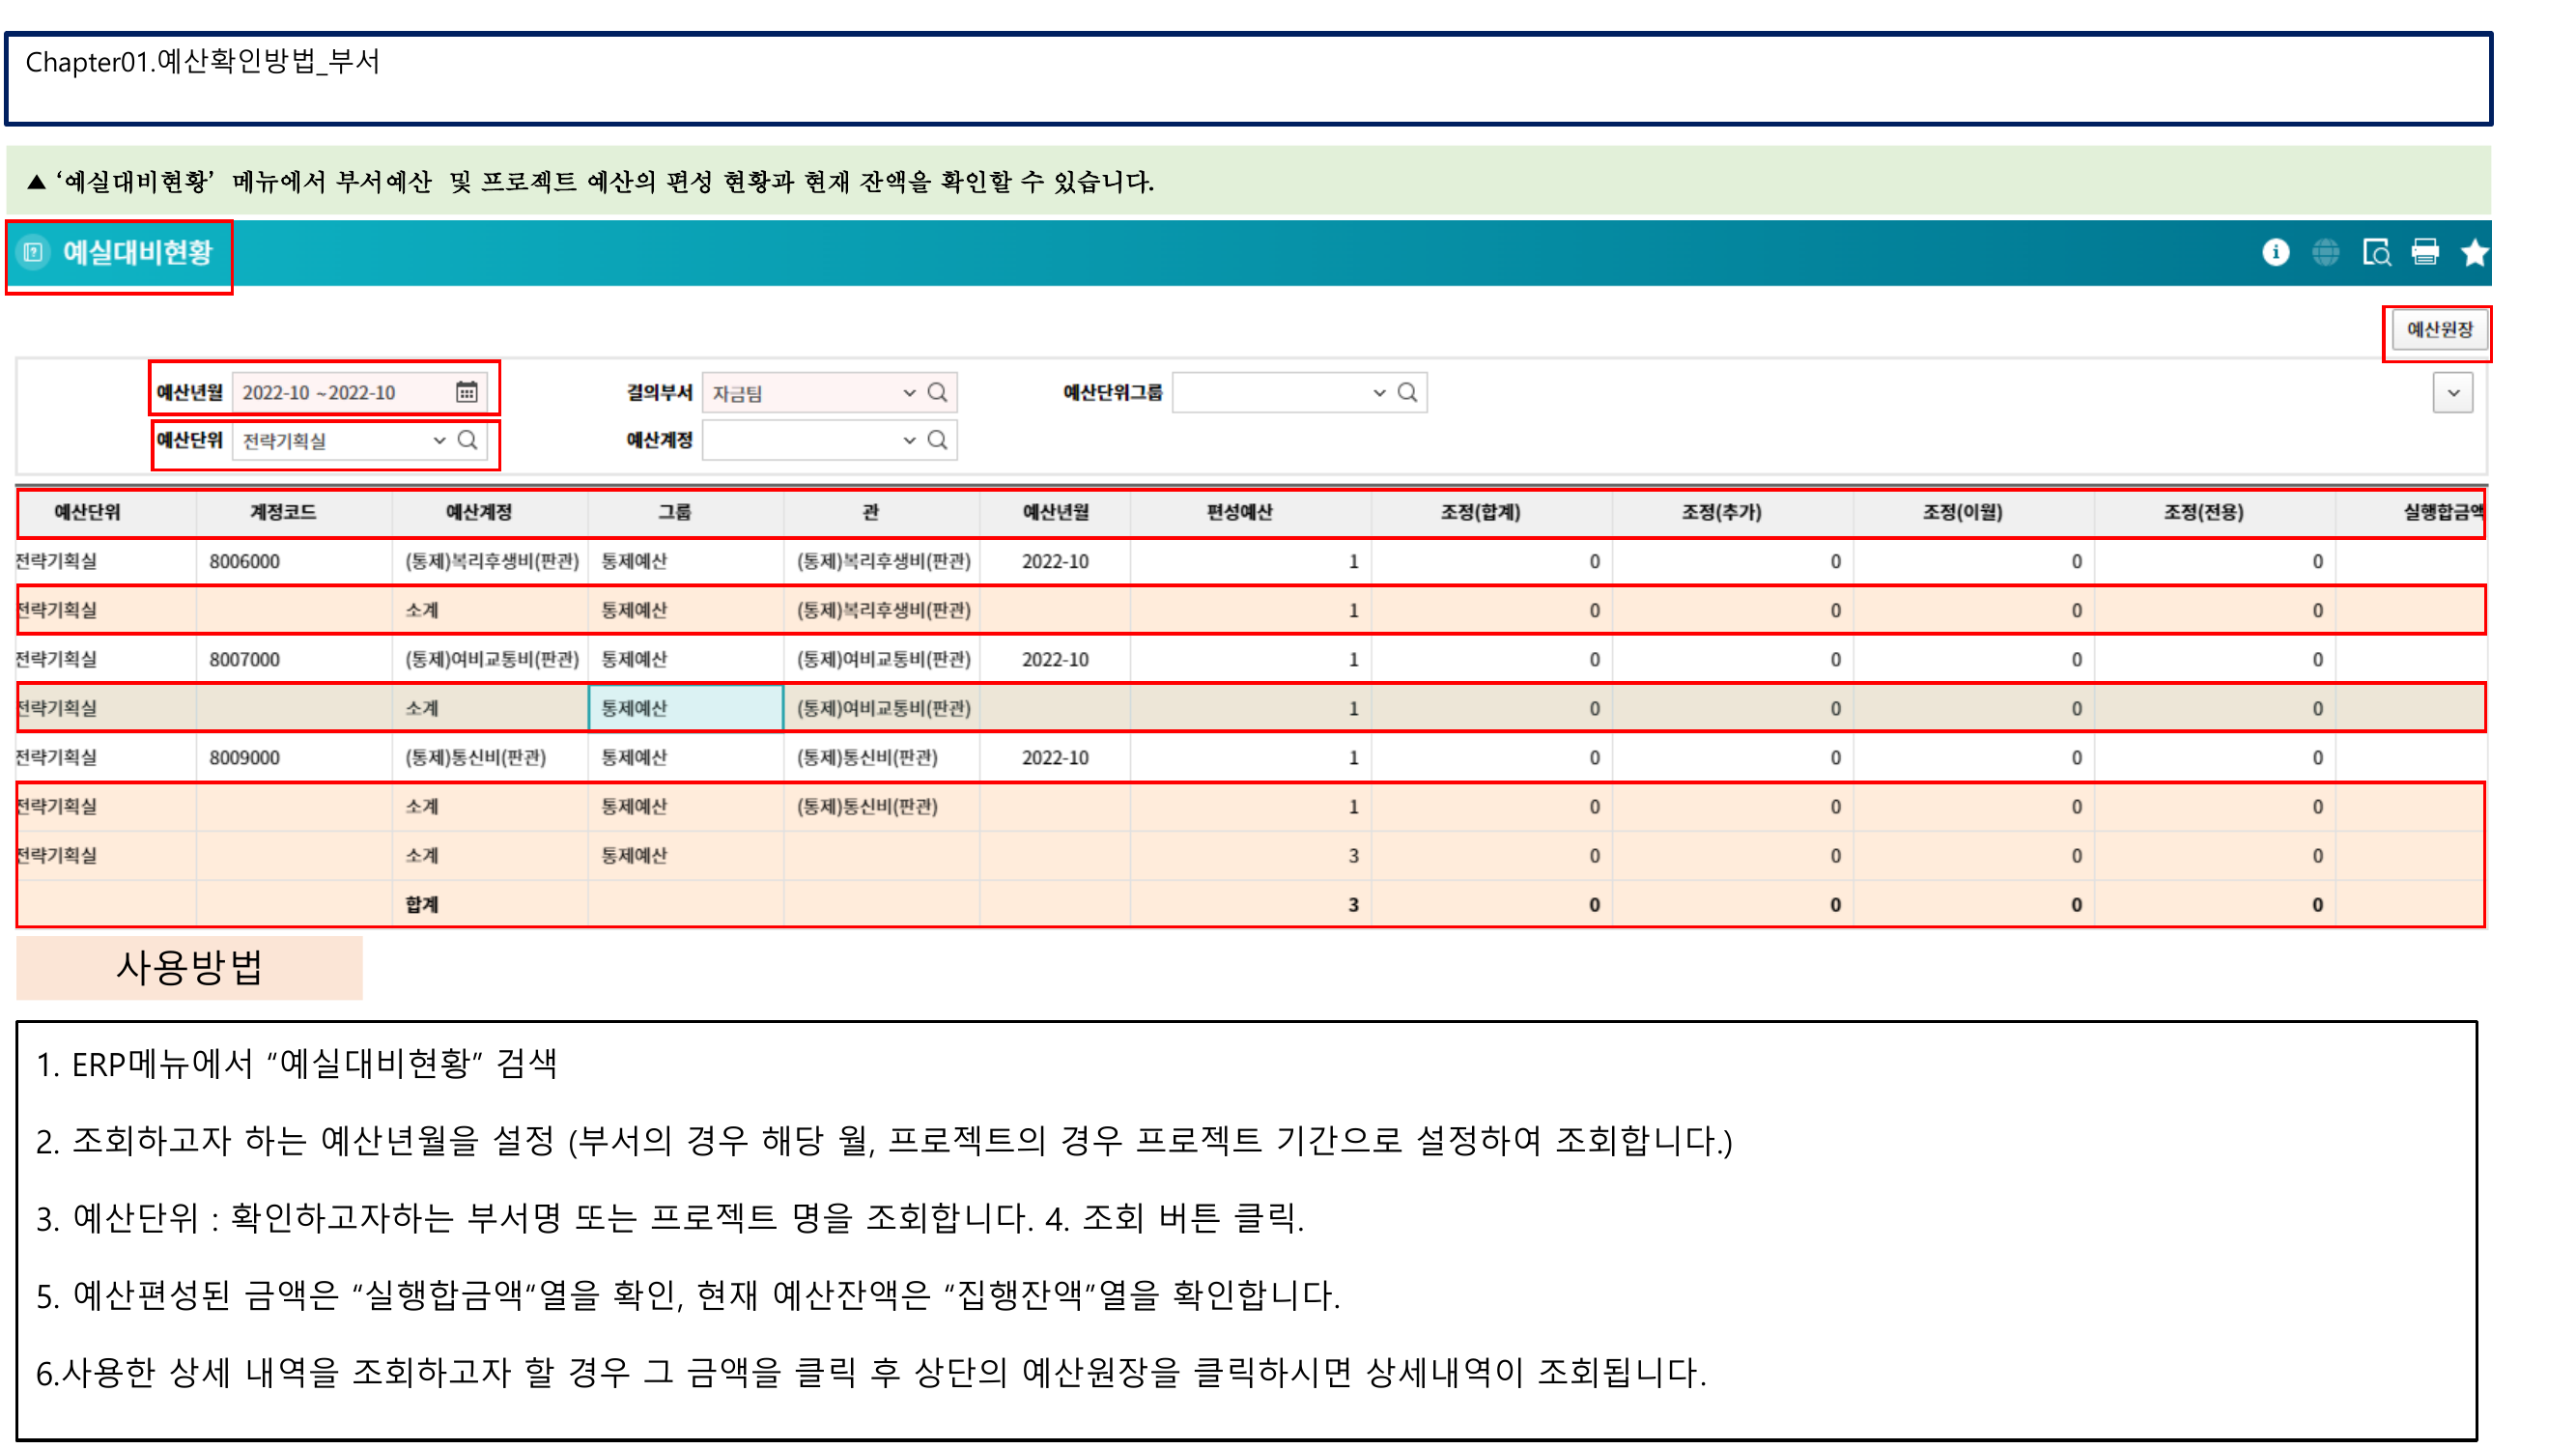 Chapter01.예산확인방법_부서
▲ ‘예실대비현황’ 메뉴에서 부서예산 및 프로젝트 예산의 편성 현황과 현재 잔액을 확인할 수 있습니다.
예실대비현황
예산원장
예산년월 2022-10 ~2022-10 결의부서 자금팀 예산단위그룹
예산단위 전략기획실 예산계정
예산단위 계정코드 예산계정 그룹 관 예산년월 편성예산 조정(합계) 조정(추가) 조정(이월) 조정(전용) 실행합금액
전략기획실 8006000 (통제)복리후생비(판관) 통제예산 (통제)복리후생비(판관) 2022-10 1 0 0 0 0
전략기획실 소계 통제예산 (통제)복리후생비(판관) 1 0 0 0 0
전략기획실 8007000 (통제)여비교통비(판관) 통제예산 (통제)여비교통비(판관) 2022-10 1 0 0 0 0
전략기획실 소계 통제예산 (통제)여비교통비(판관) 1 0 0 0 0
전략기획실 8009000 (통제)통신비(판관) 통제예산 (통제)통신비(판관) 2022-10 1 0 0 0 0
전략기획실 소계 통제예산 (통제)통신비(판관) 1 0 0 0 0
전략기획실 소계 통제예산 3 0 0 0 0
합계 3 0 0 0 0
사용방법
1. ERP메뉴에서 “예실대비현황” 검색
2. 조회하고자 하는 예산년월을 설정 (부서의 경우 해당 월, 프로젝트의 경우 프로젝트 기간으로 설정하여 조회합니다.)
3. 예산단위 : 확인하고자하는 부서명 또는 프로젝트 명을 조회합니다. 4. 조회 버튼 클릭.
5. 예산편성된 금액은 “실행합금액“열을 확인, 현재 예산잔액은 “집행잔액”열을 확인합니다.
6.사용한 상세 내역을 조회하고자 할 경우 그 금액을 클릭 후 상단의 예산원장을 클릭하시면 상세내역이 조회됩니다.